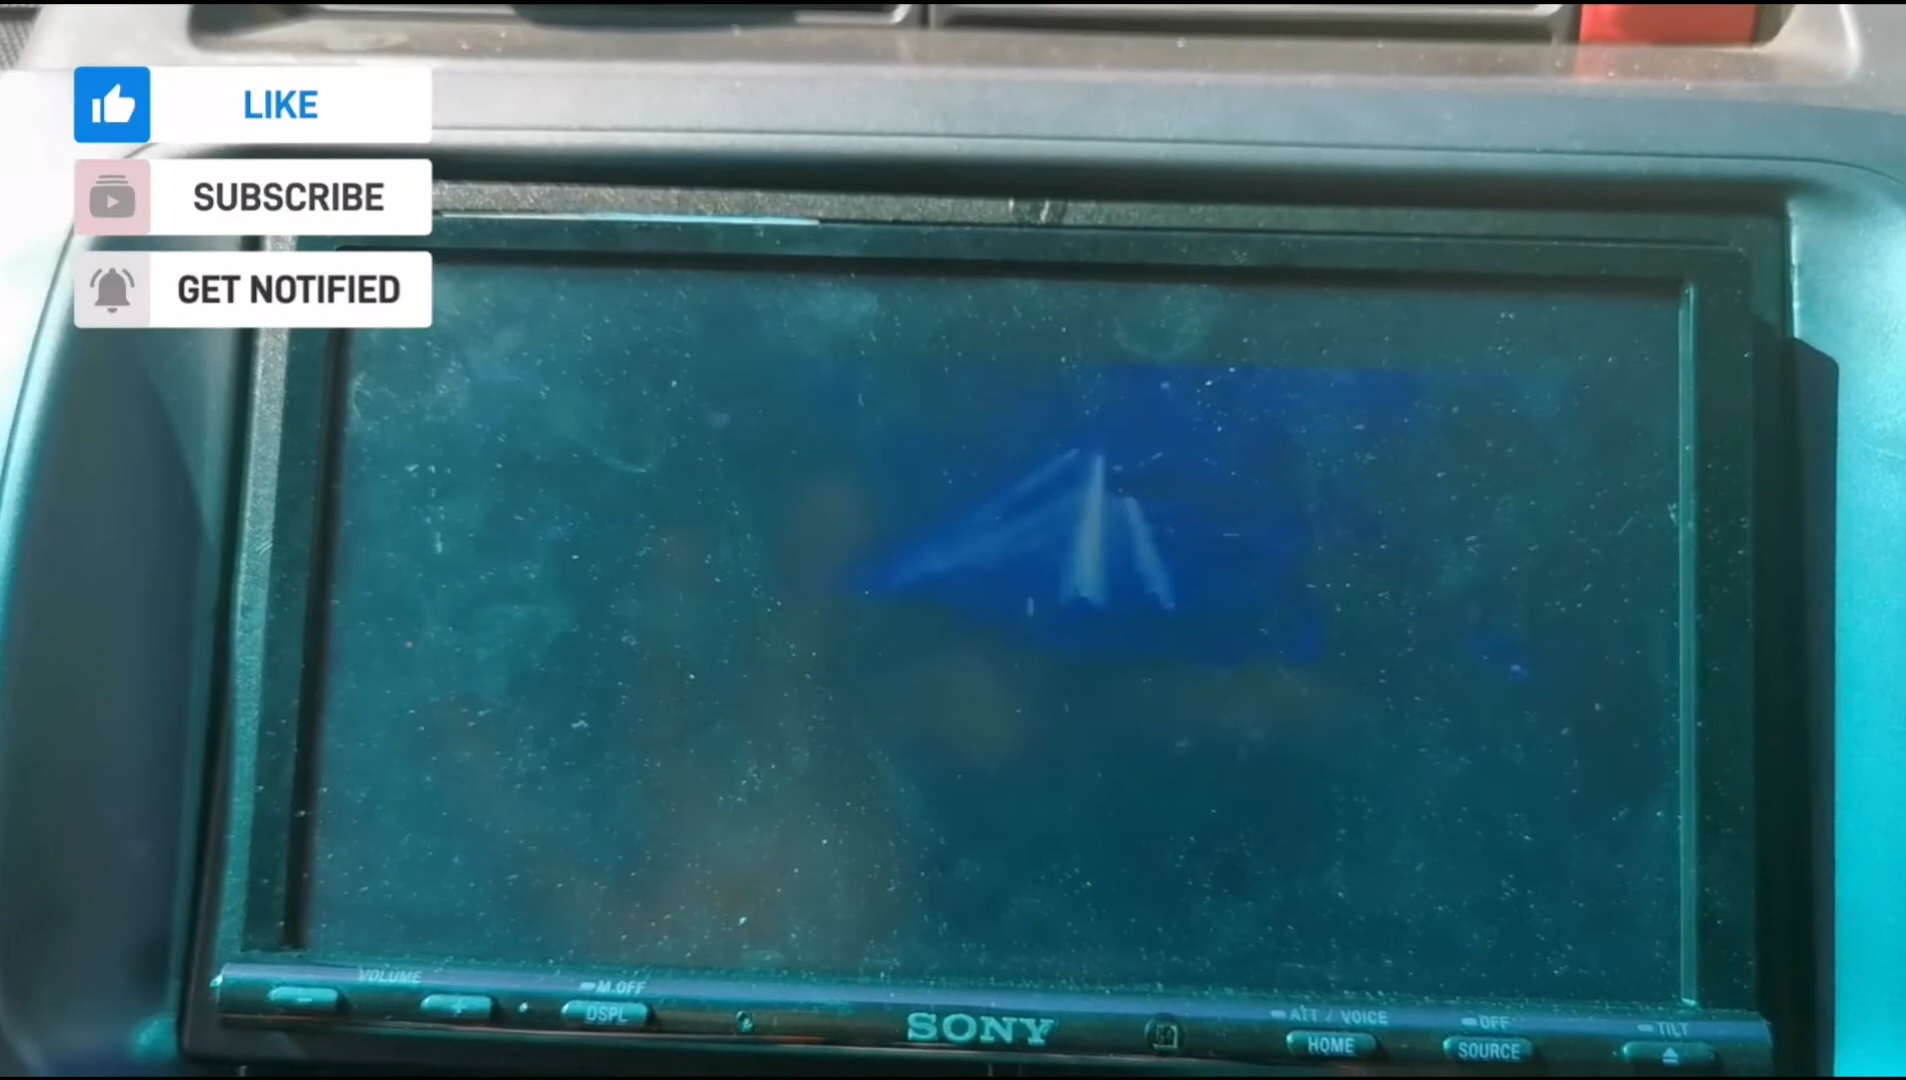 LIKE
SUBSCRIBE
GET NOTIFIED
VOLUME
- +
M.OFF
DSPL
SONY
ATT / VOICE
HOME
OFF
SOURCE
TILT